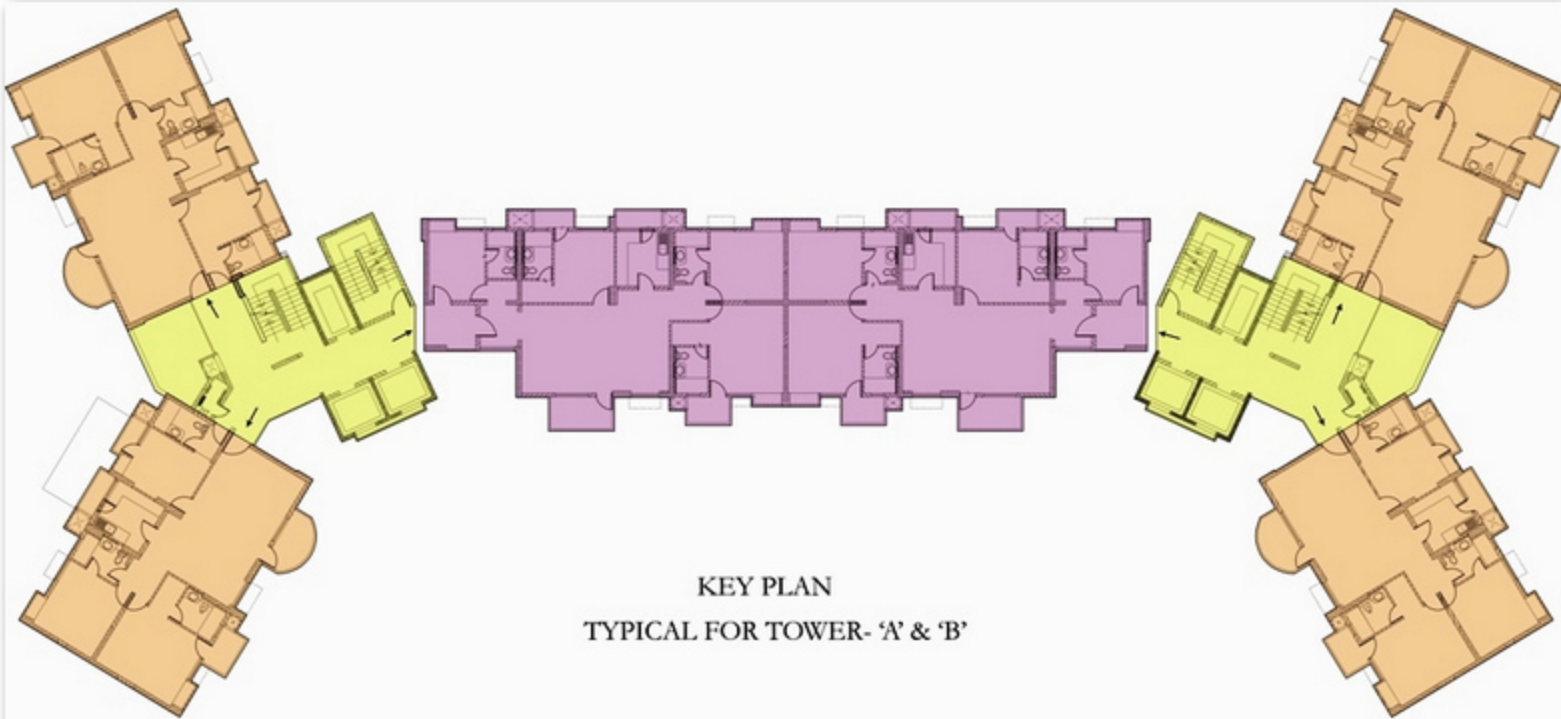 KEY PLAN
TYPICAL FOR TOWER- ‘A’ & ‘B’